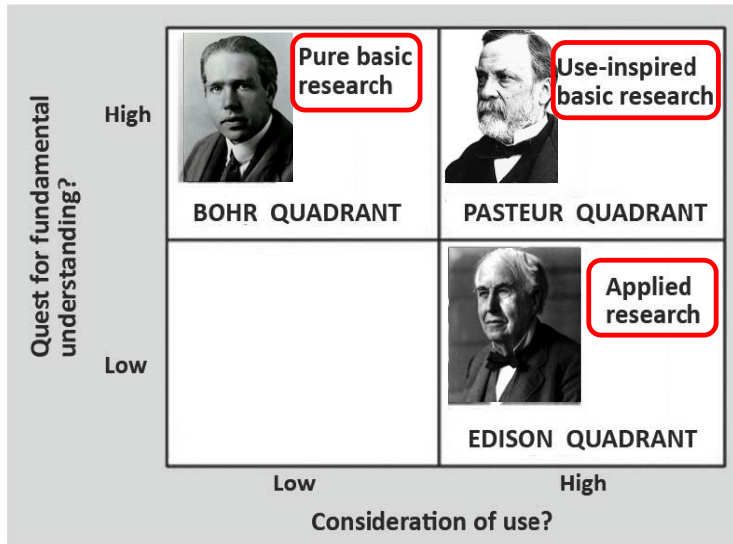 Quest for fundamental
understanding?
High
Low
Pure basic
research
BOHR QUADRANT
Use-inspired
basic research
PASTEUR QUADRANT
Applied
research
EDISON QUADRANT
Low
High
Consideration of use?